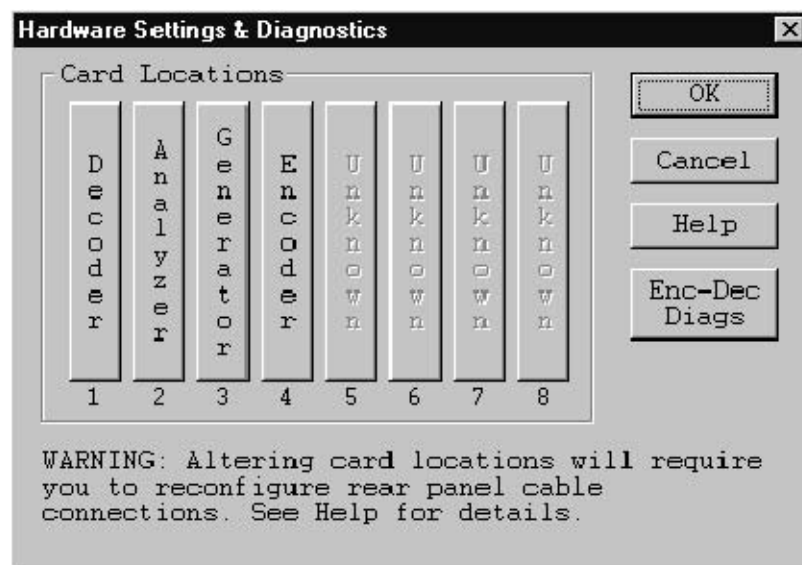 Hardware Settings & Diagnostics
Card Locations
Decoder
Analyzer
Generator
Encoder
Unknown
Unknown
Unknown
Unknown
1 2 3 4 5 6 7 8
OK
Cancel
Help
Enc-Dec
Diags
WARNING: Altering card locations will require
you to reconfigure rear panel cable
connections. See Help for details.